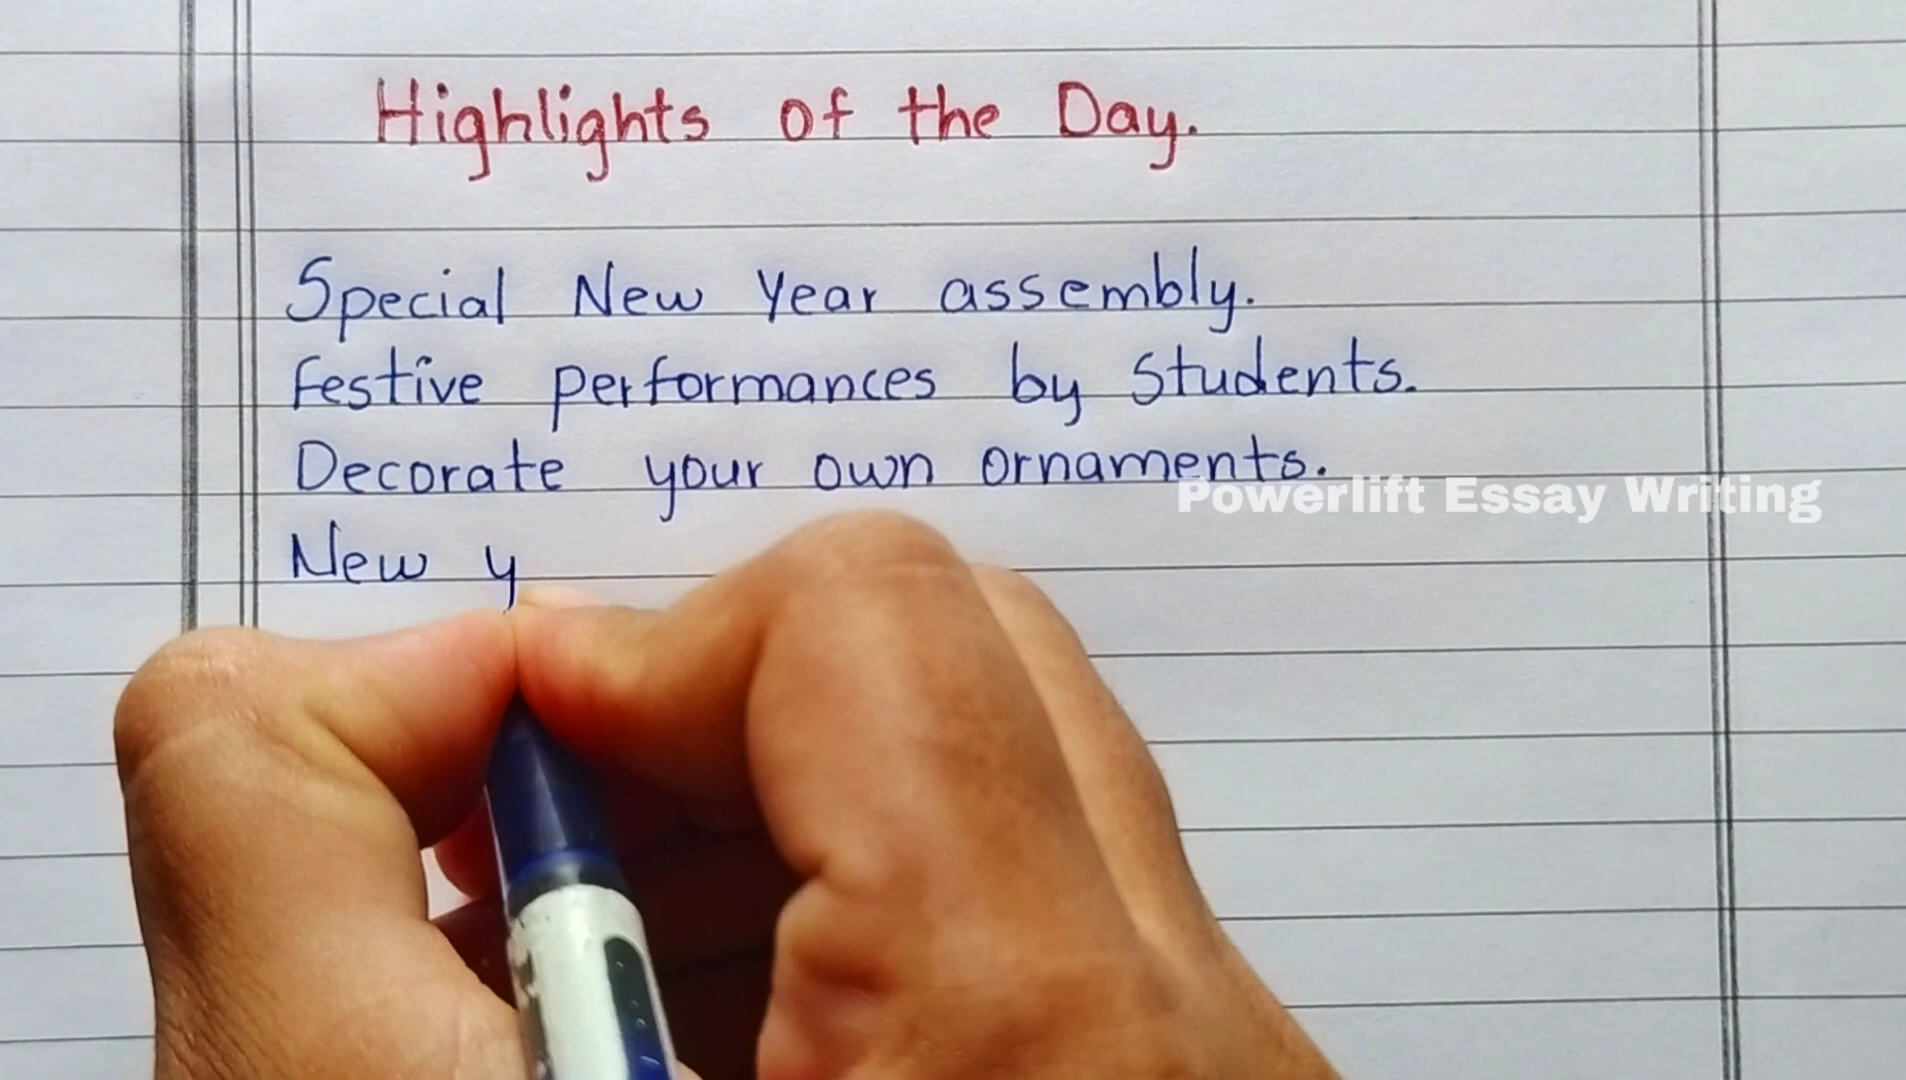 Highlights of the Day.
Special New Year assembly.
Festive performances by Students.
Decorate your own ornaments.
Powerlift Essay Writing
New y